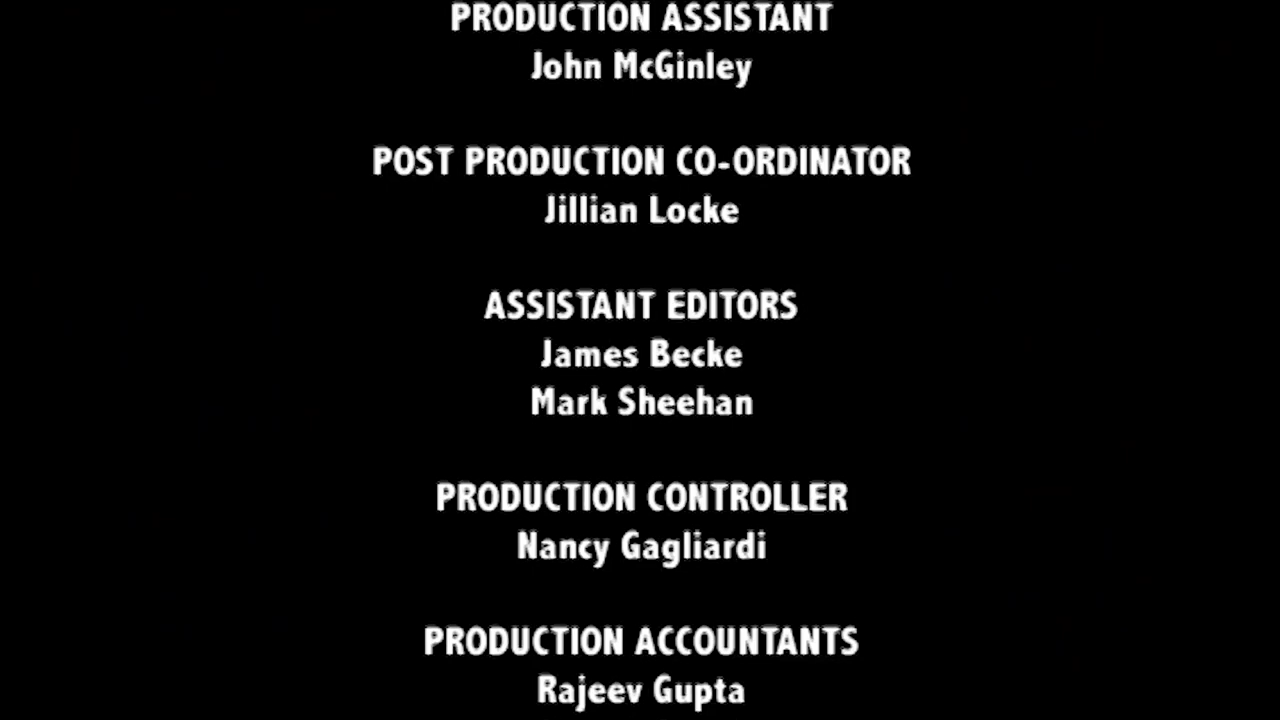 PRODUCTION ASSISTANT
John McGinley
POST PRODUCTION CO-ORDINATOR
Jillian Locke
ASSISTANT EDITORS
James Becke
Mark Sheehan
PRODUCTION CONTROLLER
Nancy Gagliardi
PRODUCTION ACCOUNTANTS
Rajeev Gupta